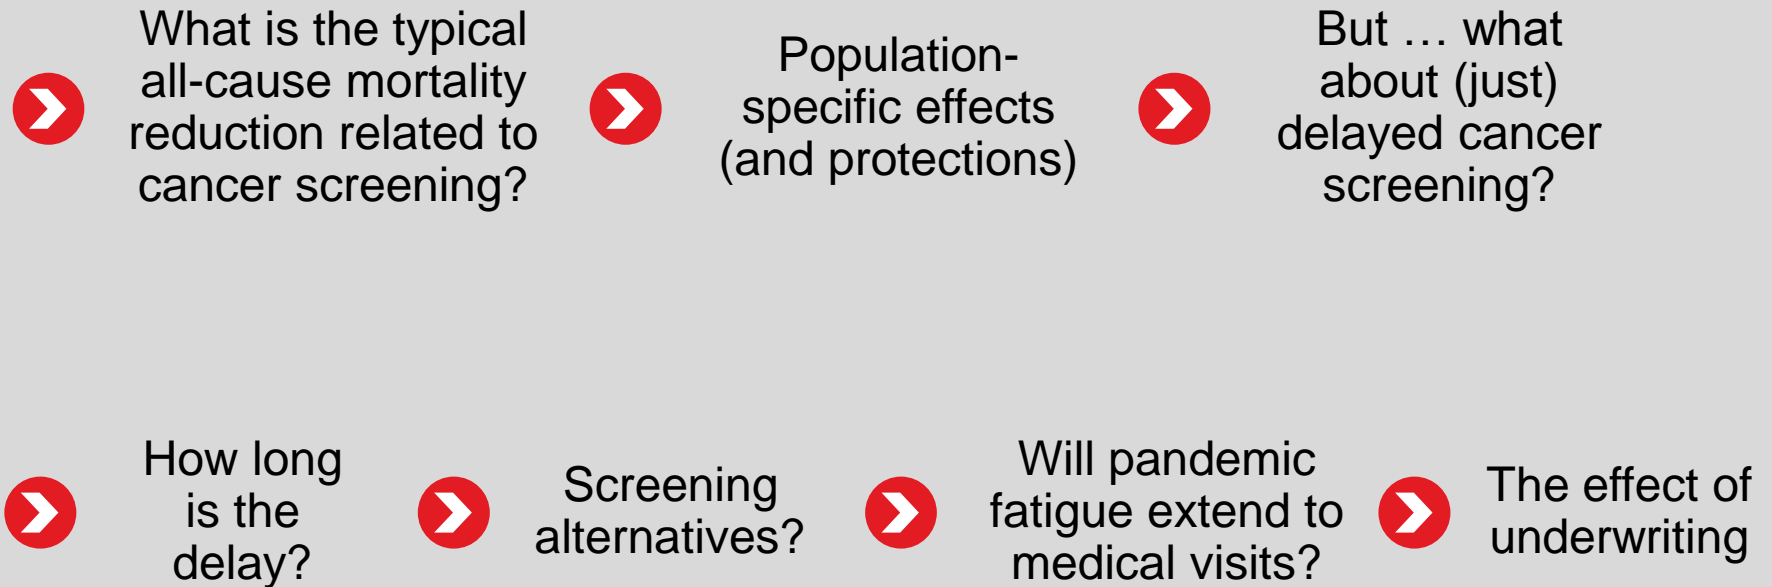 What is the typical
all-cause mortality
reduction related to
cancer screening?
Population-
specific effects
(and protections)
But … what
about (just)
delayed cancer
screening?
How long
is the
delay?
Screening
alternatives?
Will pandemic
fatigue extend to
medical visits?
The effect of
underwriting